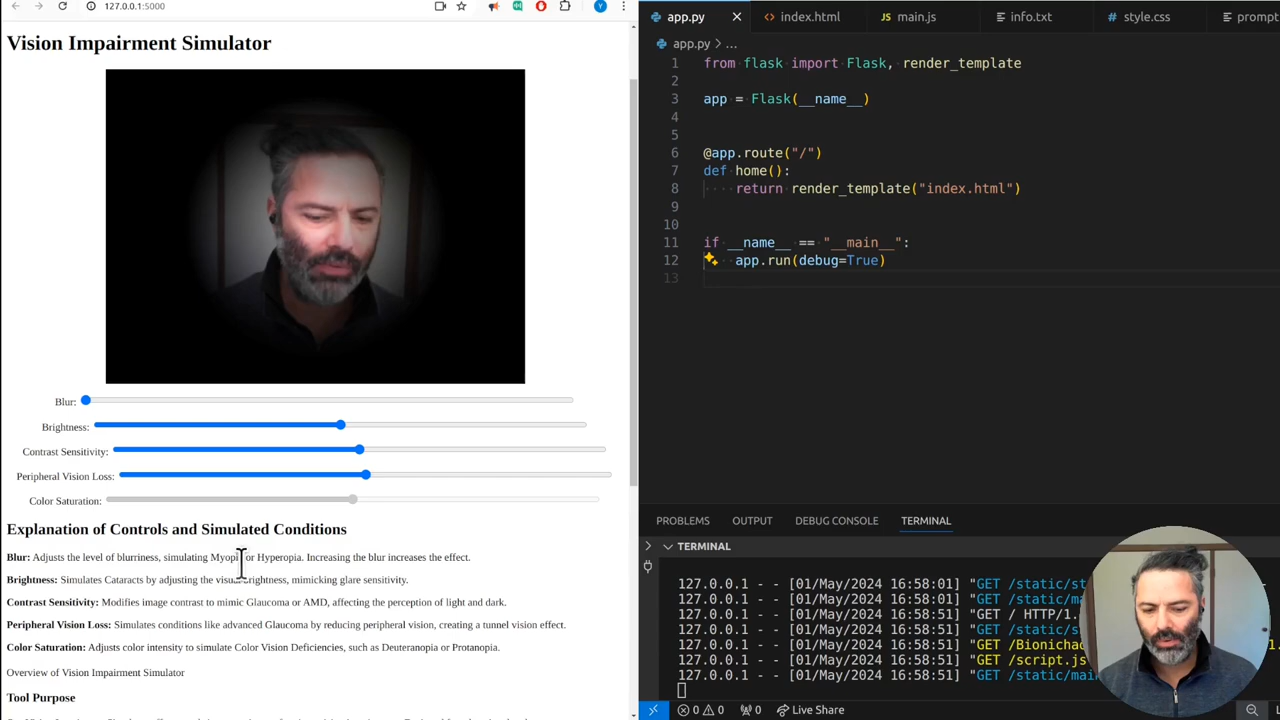 127.0.0.1:5000
Vision Impairment Simulator
Blur:
Brightness:
Contrast Sensitivity:
Peripheral Vision Loss:
Color Saturation:
Explanation of Controls and Simulated Conditions
Blur: Adjusts the level of blurriness, simulating Myopia or Hyperopia. Increasing the blur increases the effect.
Brightness: Simulates Cataracts by adjusting the visual brightness, mimicking glare sensitivity.
Contrast Sensitivity: Modifies image contrast to mimic Glaucoma or AMD, affecting the perception of light and dark.
Peripheral Vision Loss: Simulates conditions like advanced Glaucoma by reducing peripheral vision, creating a tunnel vision effect.
Color Saturation: Adjusts color intensity to simulate Color Vision Deficiencies, such as Deuteranopia or Protanopia.
Overview of Vision Impairment Simulator
Tool Purpose
app.py
index.html
JS main.js
info.txt
# style.css
prompt
app.py > ...
1 from flask import Flask, render_template
2
3 app = Flask(__name__)
4
5
6 @app.route("/")
7 def home():
8 return render_template("index.html")
9
10
11 if __name__ == "__main__":
12 app.run(debug=True)
13
PROBLEMS OUTPUT DEBUG CONSOLE TERMINAL
TERMINAL
127.0.0.1 - - [01/May/2024 16:58:01] "GET /static/st
127.0.0.1 - - [01/May/2024 16:58:01] "GET /static/ma
127.0.0.1 - - [01/May/2024 16:58:51] "GET / HTTP/1.
127.0.0.1 - - [01/May/2024 16:58:51] "GET /static/s
127.0.0.1 - - [01/May/2024 16:58:51] "GET /Bionichao 1.
127.0.0.1 - - [01/May/2024 16:58:51] "GET /script.js
127.0.0.1 - - [01/May/2024 16:58:51] "GET /static/mai
0 0 0 Live Share